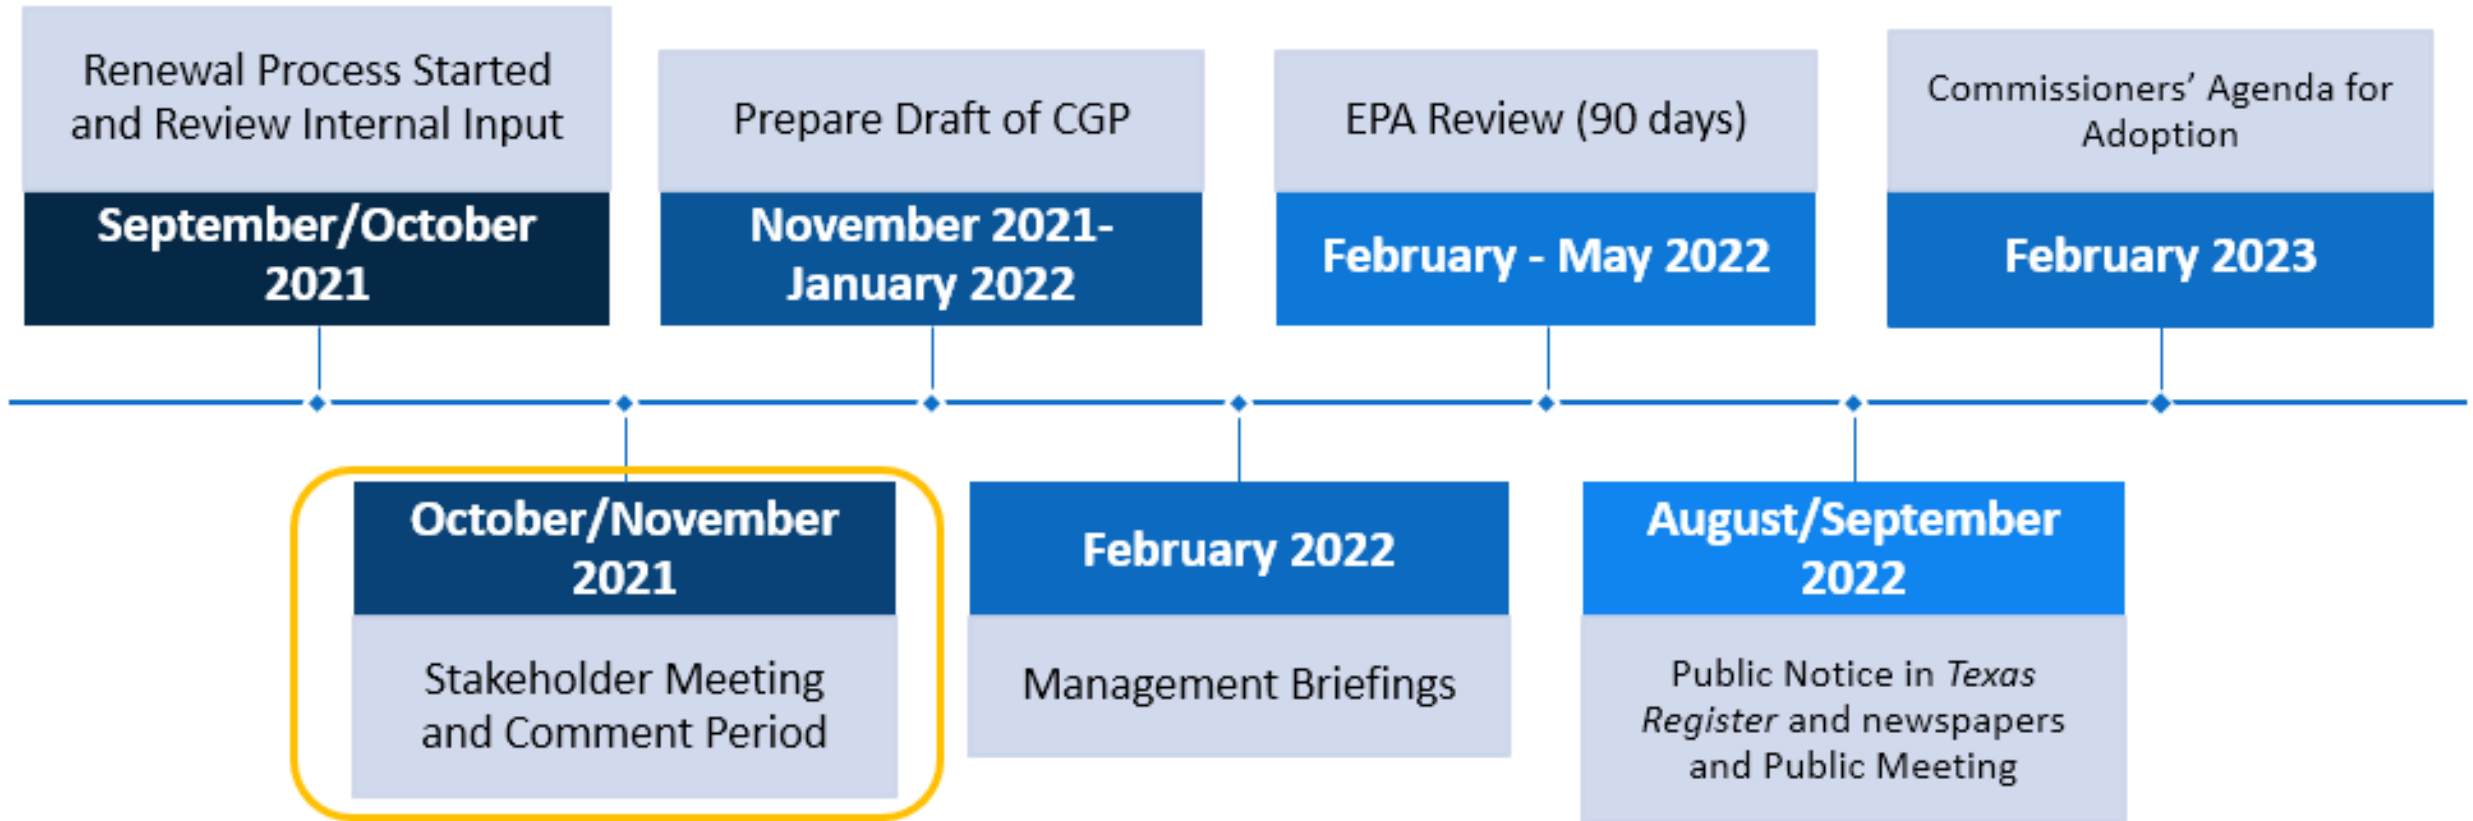 Renewal Process Started
and Review Internal Input
September/October
2021
October/November
2021
Stakeholder Meeting
and Comment Period
Prepare Draft of CGP
November 2021-
January 2022
February 2022
Management Briefings
EPA Review (90 days)
February - May 2022
August/September
2022
Public Notice in Texas
Register and newspapers
and Public Meeting
Commissioners’ Agenda for
Adoption
February 2023